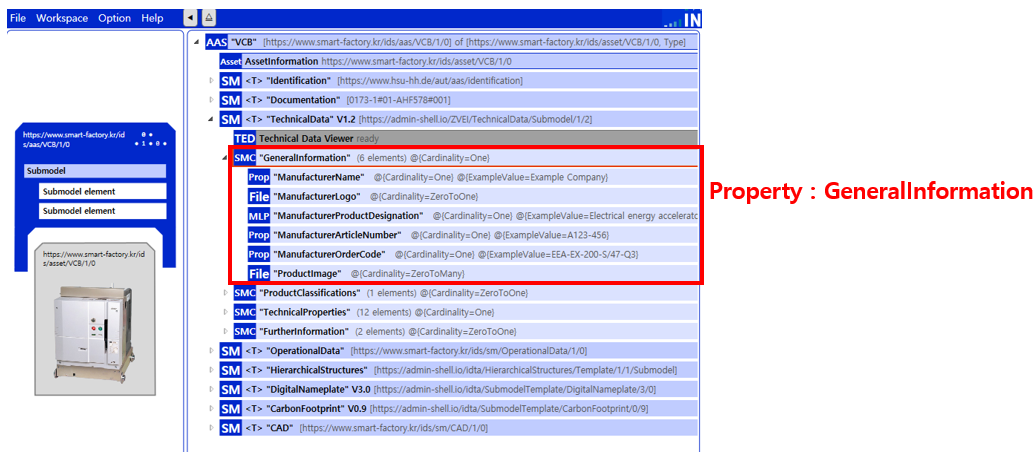 File Workspace Option Help
IN
https://www.smart-factory.kr/id
s/aas/VCB/1/0
0
1 0
Submodel
Submodel element
Submodel element
https://www.smart-factory.kr/id
s/asset/VCB/1/0
AAS "VCB" [https://www.smart-factory.kr/ids/aas/VCB/1/0] of [https://www.smart-factory.kr/ids/asset/VCB/1/0, Type]
Asset AssetInformation https://www.smart-factory.kr/ids/asset/VCB/1/0
SM <T> "Identification" [https://www.hsu-hh.de/aut/aas/identification]
SM <T> "Documentation" [0173-1#01-AHF578#001]
SM <T> "TechnicalData" V1.2 [https://admin-shell.io/ZVEI/TechnicalData/Submodel/1/2]
TED Technical Data Viewer ready
SMC "GeneralInformation" (6 elements) @{Cardinality=One}
Prop "ManufacturerName" @{Cardinality=One} @{ExampleValue=Example Company}
File "ManufacturerLogo" @{Cardinality=ZeroToOne}
MLP "ManufacturerProductDesignation" @{Cardinality=One} @{ExampleValue=Electrical energy accelerato
Prop "ManufacturerArticleNumber" @{Cardinality=One} @{ExampleValue=A123-456}
Prop "ManufacturerOrderCode" @{Cardinality=One} @{ExampleValue=EEA-EX-200-S/47-Q3}
File "ProductImage" @{Cardinality=ZeroToMany}
SMC "ProductClassifications" (1 elements) @{Cardinality=ZeroToOne}
SMC "TechnicalProperties" (12 elements) @{Cardinality=One}
SMC "FurtherInformation" (2 elements) @{Cardinality=ZeroToOne}
SM <T> "OperationalData" [https://www.smart-factory.kr/ids/sm/OperationalData/1/0]
SM <T> "HierarchicalStructures" [https://admin-shell.io/idta/HierarchicalStructures/Template/1/1/Submodel]
SM <T> "DigitalNameplate" V3.0 [https://admin-shell.io/idta/SubmodelTemplate/DigitalNameplate/3/0]
SM <T> "CarbonFootprint" V0.9 [https://admin-shell.io/idta/SubmodelTemplate/CarbonFootprint/0/9]
SM <T> "CAD" [https://www.smart-factory.kr/ids/sm/CAD/1/0]
Property : GeneralInformation